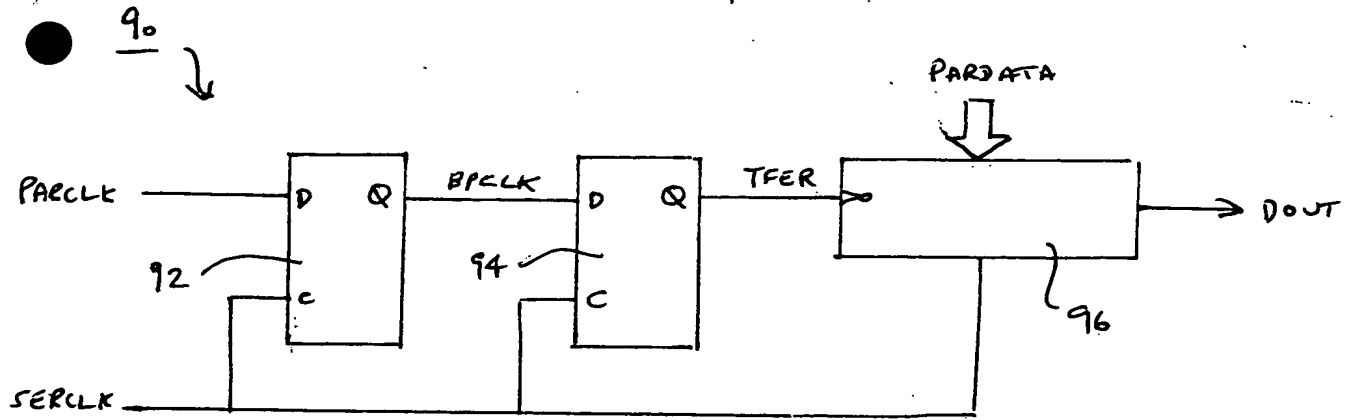 90
PARDATA
PARCLK D Q BPCLK D Q TFER DOUT
92 94
C C
96
SERCLK